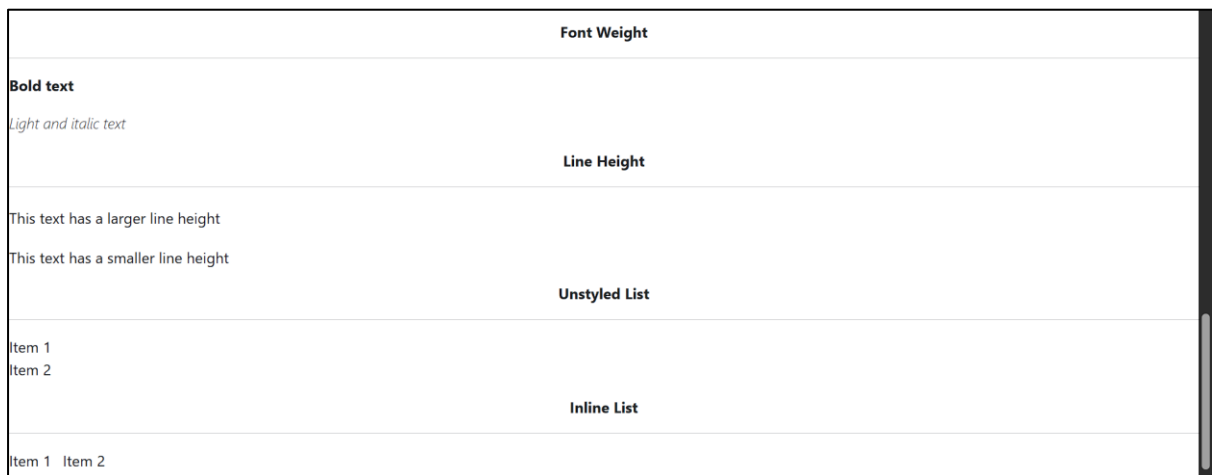 Font Weight
Bold text
Light and italic text
Line Height
This text has a larger line height
This text has a smaller line height
Unstyled List
Item 1
Item 2
Inline List
Item 1 Item 2